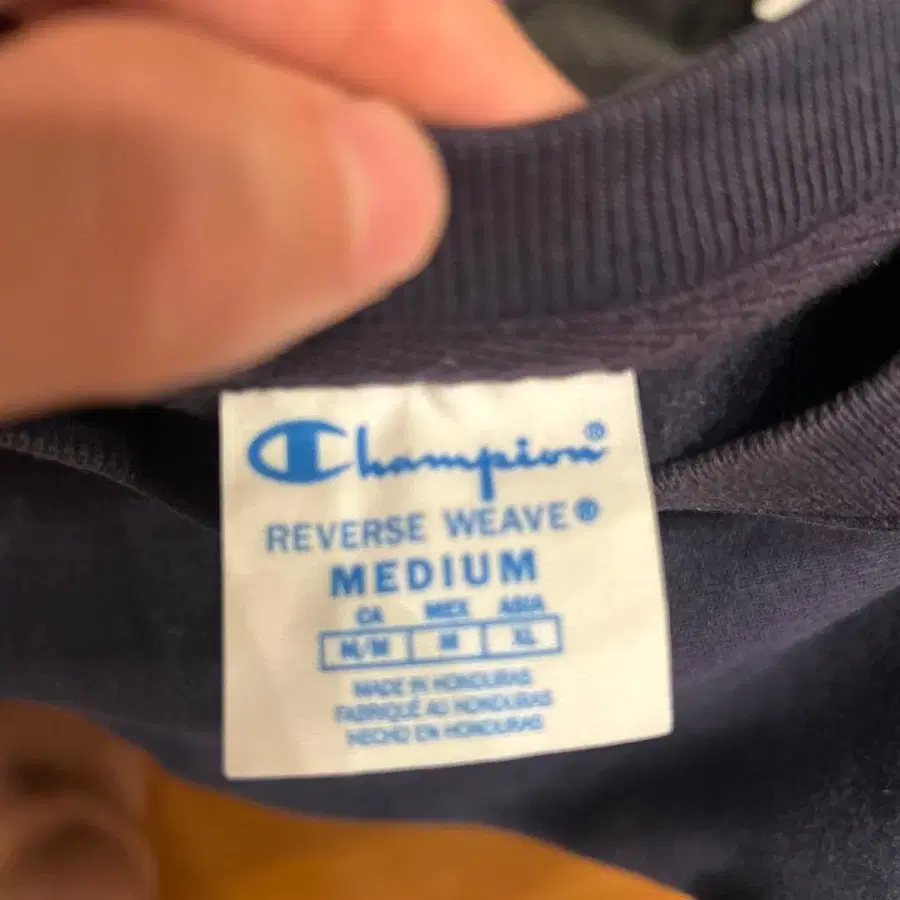 Champion®
REVERSE WEAVE®
MEDIUM
CA MEX ASIA
M/M M XL
MADE IN HONDURAS
FABRIQUÉ AU HONDURAS
HECHO EN HONDURAS